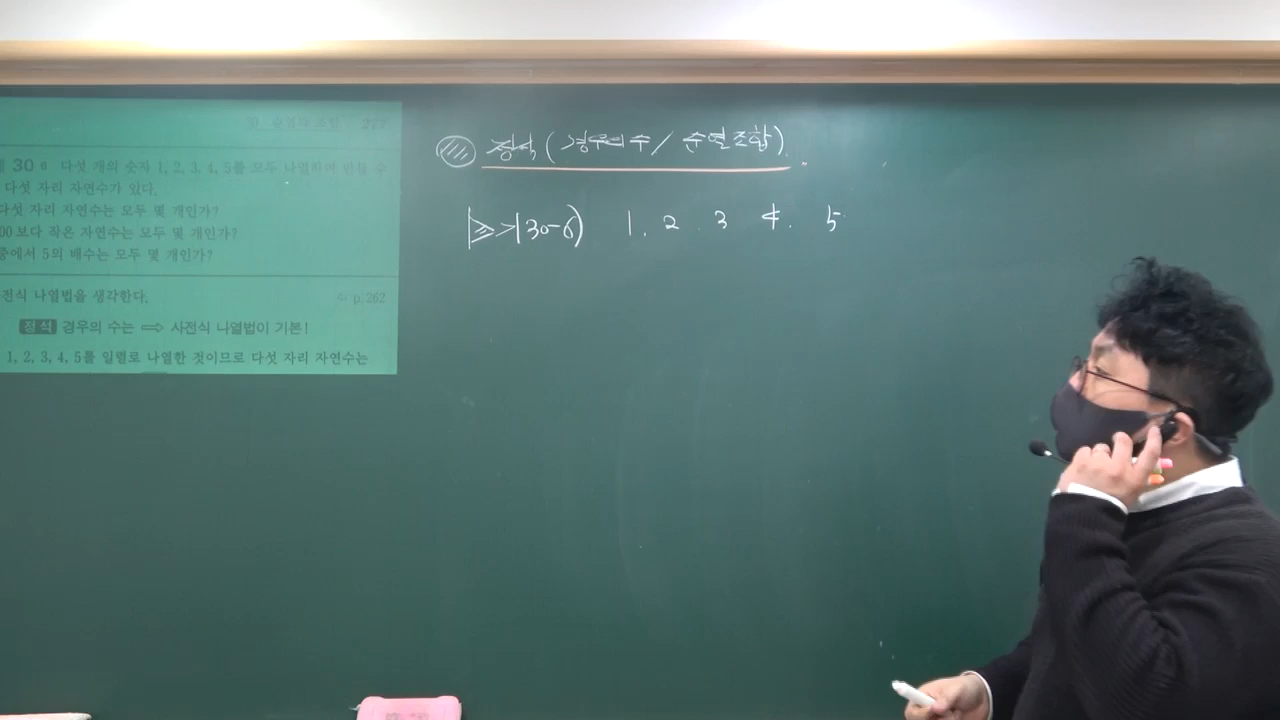 30 순열과 조합 277
제 30-6 다섯 개의 숫자 1, 2, 3, 4, 5를 모두 나열하여 만들 수
다섯 자리 자연수가 있다.
다섯 자리 자연수는 모두 몇 개인가?
00보다 작은 자연수는 모두 몇 개인가?
중에서 5의 배수는 모두 몇 개인가?
전식 나열법을 생각한다.
p.262
정석 경우의 수는 ⟹ 사전식 나열법이 기본!
1, 2, 3, 4, 5를 일렬로 나열한 것이므로 다섯 자리 자연수는
정석 (경우의 수 / 순열조합).
30-6) 1. 2 . 3 4. 5